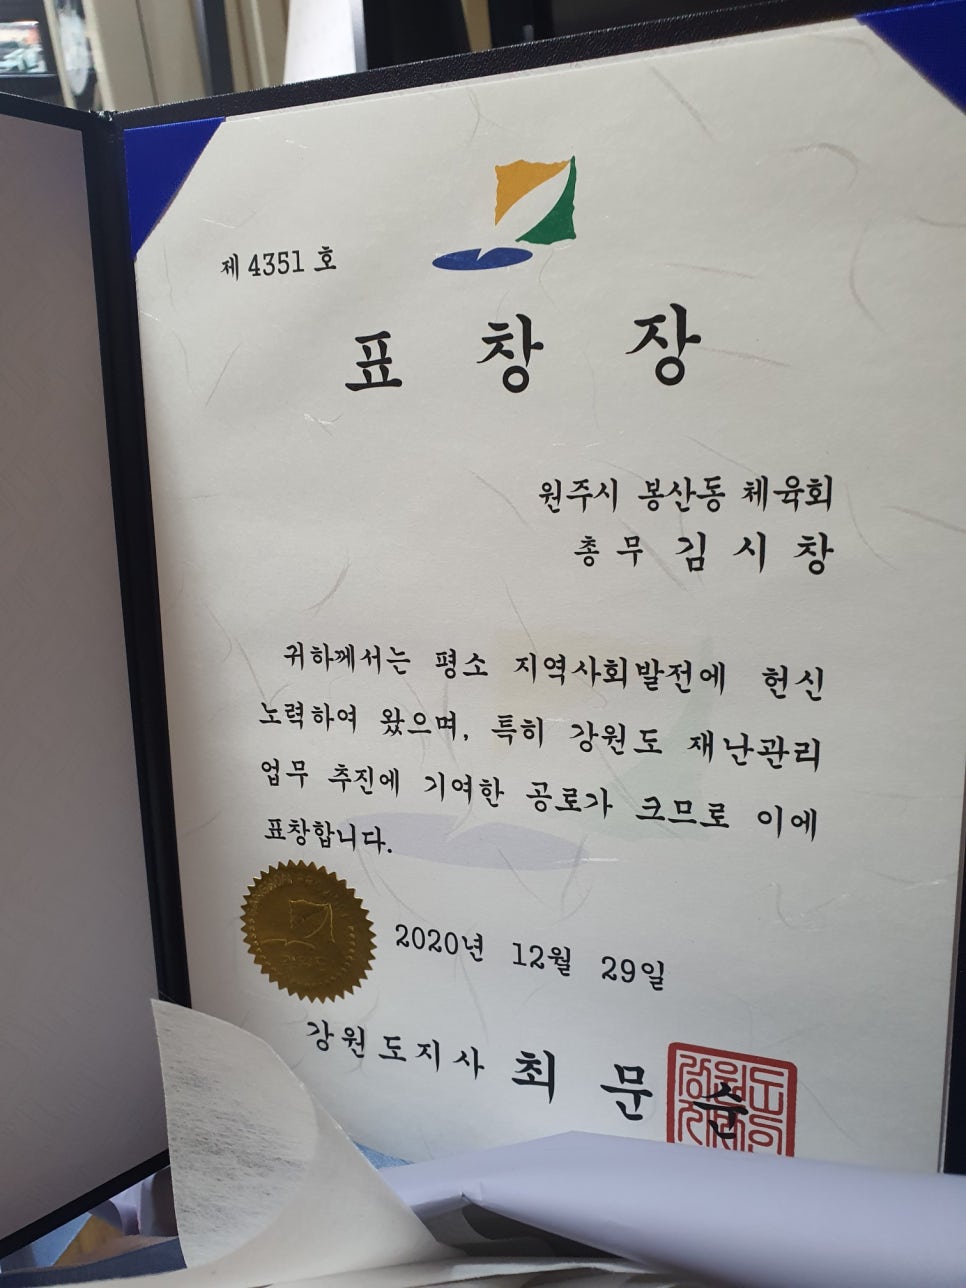 제 4351 호
표 창 장
원주시 봉산동 체육회
총 무 김 시 창
귀하께서는 평소 지역사회발전에 헌신
노력하여 왔으며, 특히 강원도 재난관리
업무 추진에 기여한 공로가 크므로 이에
표창합니다.
2020년 12월 29일
강원도지사 최 문 순